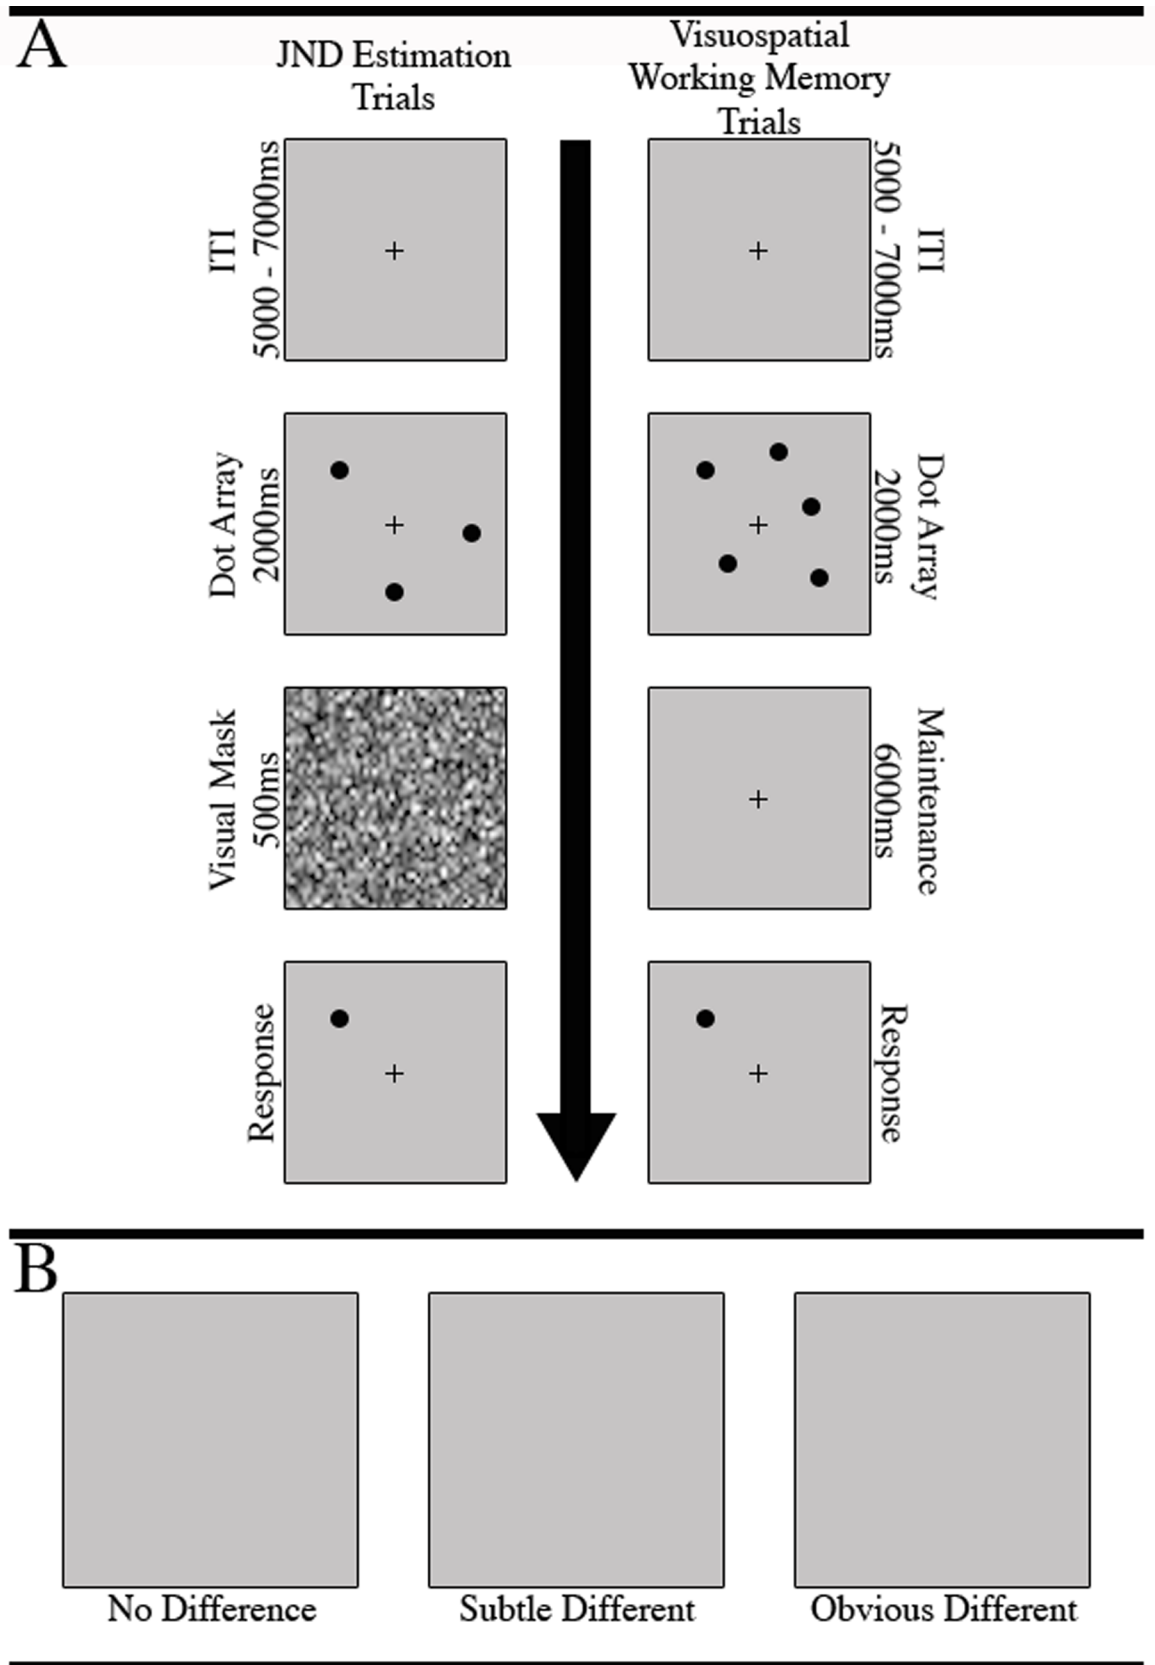 A
JND Estimation
Trials
Visuospatial
Working Memory
Trials
ITI
5000 - 7000ms
5000 - 7000ms
ITI
Dot Array
2000ms
2000ms
Dot Array
Visual Mask
500ms
6000ms
Maintenance
Response
Response
B
No Difference
Subtle Different
Obvious Different